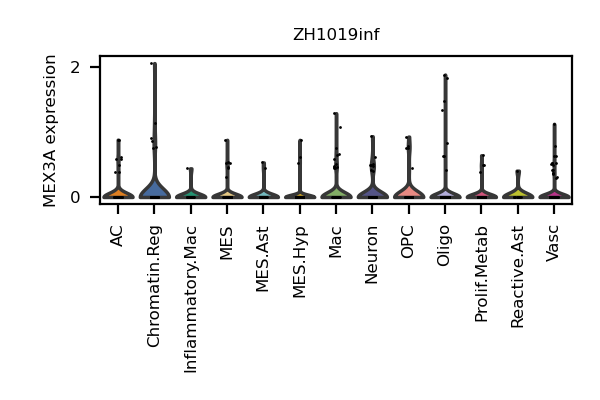 ZH1019inf
MEX3A expression
2
0
AC
Chromatin.Reg
Inflammatory.Mac
MES
MES.Ast
MES.Hyp
Mac
Neuron
OPC
Oligo
Prolif.Metab
Reactive.Ast
Vasc